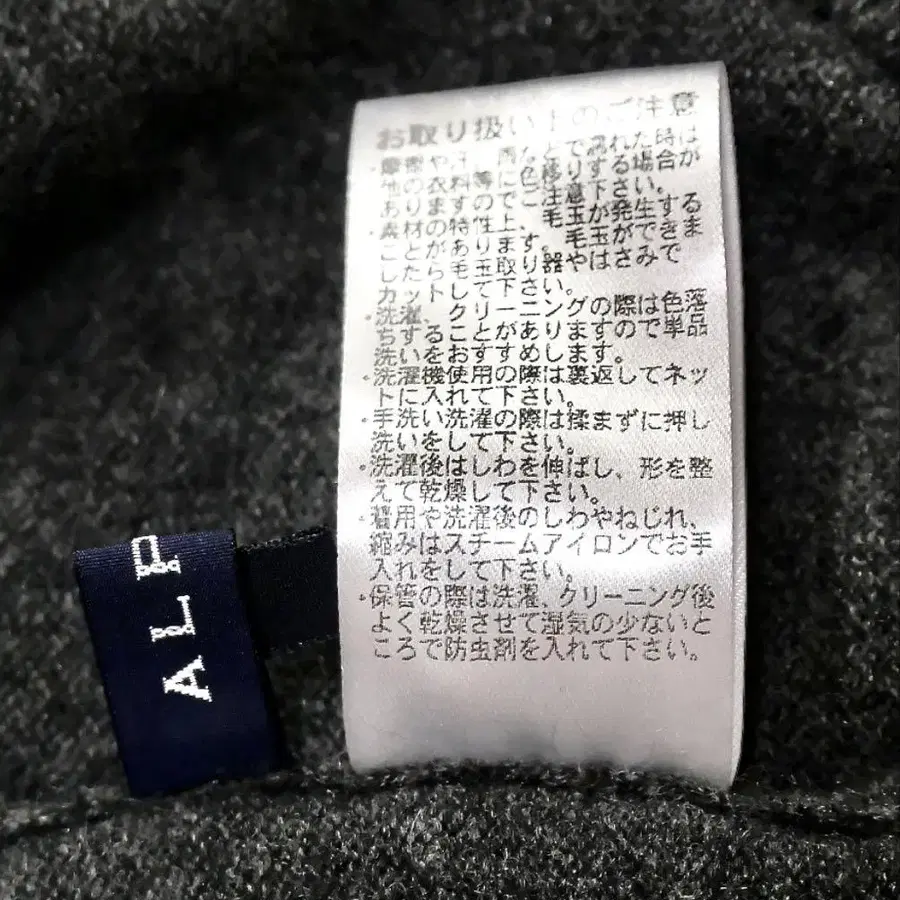 お取り扱い上のご注意
・摩擦や汗、雨などで濡れた時は
他の衣料等に色移りする場合が
ありますのでご注意下さい。
・素材の特性上、毛玉が発生する
ことがあります。毛玉ができま
したら毛玉取り器やはさみで
カットして下さい。
・洗濯、クリーニングの際は色落
ちすることがありますので単品
洗いをおすすめします。
・洗濯機使用の際は裏返してネッ
トに入れて下さい。
・手洗い洗濯の際は揉まずに押し
洗いをして下さい。
・洗濯後はしわを伸ばし、形を整
えて乾燥して下さい。
・着用や洗濯後のしわやねじれ、
縮みはスチームアイロンでお手
入れをして下さい。
・保管の際は洗濯、クリーニング後
よく乾燥させて湿気の少ないと
ころで防虫剤を入れて下さい。
ALP